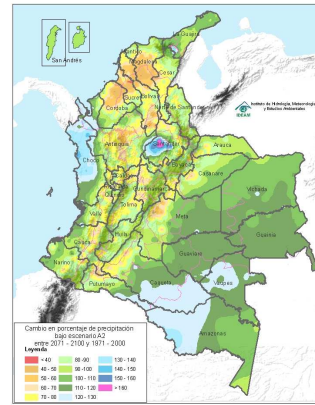 La Guajira
San Andrés
Atlántico
Magdalena
Cesar
Sucre
Bolívar
Norte de Santander
Córdoba
Instituto de Hidrología, Meteorología
y Estudios Ambientales
IDEAM
Antioquia
Santander
Arauca
Chocó
Boyacá
Casanare
Caldas
Cundinamarca
Vichada
Tolima
Valle
Meta
Guainía
Huila
Cauca
Guaviare
Nariño
Putumayo
Caquetá
Vaupés
Amazonas
Cambio en porcentaje de precipitación
bajo escenario A2
entre 2071 - 2100 y 1971 - 2000
Leyenda
< 40 80 -90 130 - 140
40 - 50 90 -100 140 - 150
50 - 60 100 - 110 150 - 160
60 - 70 110 - 120 > 160
70 - 80 120 - 130